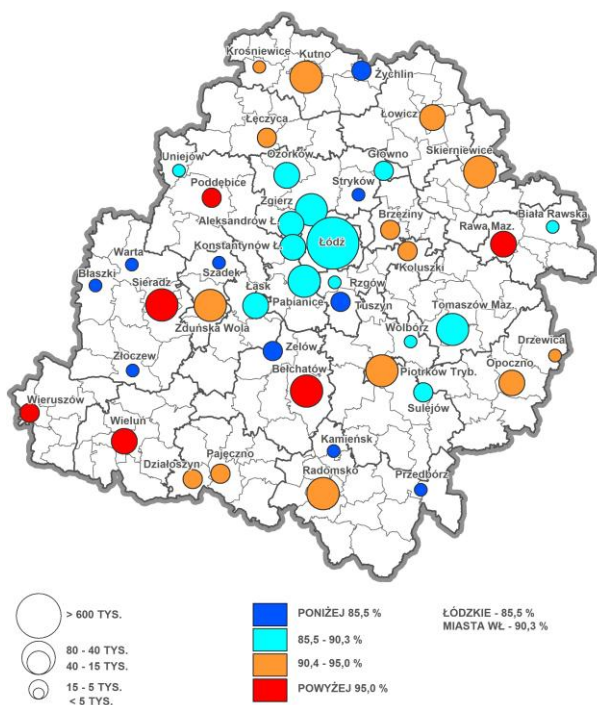 Krośniewice
Kutno
Żychlin
Łęczyca
Łowicz
Ozorków
Główno
Skierniewice
Uniejów
Stryków
Poddębice
Zgierz
Aleksandrów Ł.
Brzeziny
Biała Rawska
Rawa Maz.
Warta
Konstantynów Ł.
Łódź
Koluszki
Szadek
Błaszki
Sieradz
Łask
Rzgów
Pabianice
Tuszyn
Tomaszów Maz.
Zduńska Wola
Wolbórz
Drzewica
Złoczew
Zelów
Piotrków Tryb.
Opoczno
Bełchatów
Sulejów
Wieruszów
Wieluń
Kamieńsk
Działoszyn
Pajęczno
Radomsko
Przedbórz
> 600 TYS.
80 - 40 TYS.
40 - 15 TYS.
15 - 5 TYS.
< 5 TYS.
PONIŻEJ 85,5 %
85,5 - 90,3 %
90,4 - 95,0 %
POWYŻEJ 95,0 %
ŁÓDZKIE - 85,5 %
MIASTA WŁ - 90,3 %